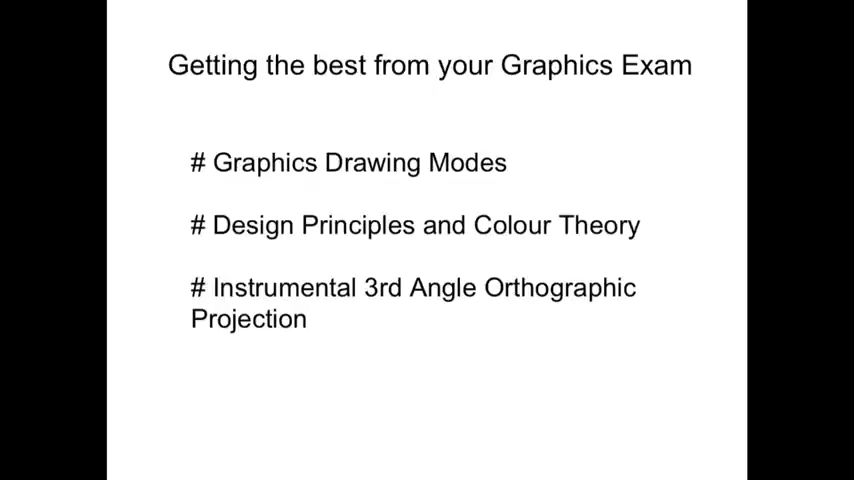 Getting the best from your Graphics Exam
# Graphics Drawing Modes
# Design Principles and Colour Theory
# Instrumental 3rd Angle Orthographic
Projection